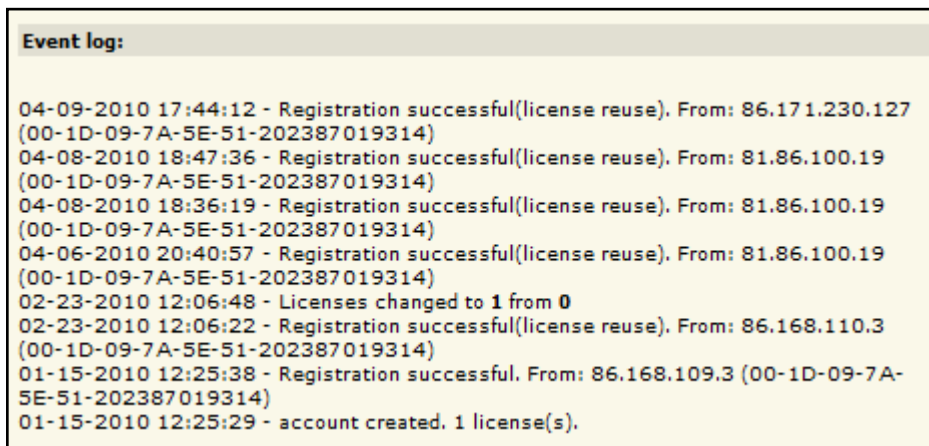 Event log:
04-09-2010 17:44:12 - Registration successful(license reuse). From: 86.171.230.127
(00-1D-09-7A-5E-51-202387019314)
04-08-2010 18:47:36 - Registration successful(license reuse). From: 81.86.100.19
(00-1D-09-7A-5E-51-202387019314)
04-08-2010 18:36:19 - Registration successful(license reuse). From: 81.86.100.19
(00-1D-09-7A-5E-51-202387019314)
04-06-2010 20:40:57 - Registration successful(license reuse). From: 81.86.100.19
(00-1D-09-7A-5E-51-202387019314)
02-23-2010 12:06:48 - Licenses changed to 1 from 0
02-23-2010 12:06:22 - Registration successful(license reuse). From: 86.168.110.3
(00-1D-09-7A-5E-51-202387019314)
01-15-2010 12:25:38 - Registration successful. From: 86.168.109.3 (00-1D-09-7A-
5E-51-202387019314)
01-15-2010 12:25:29 - account created. 1 license(s).